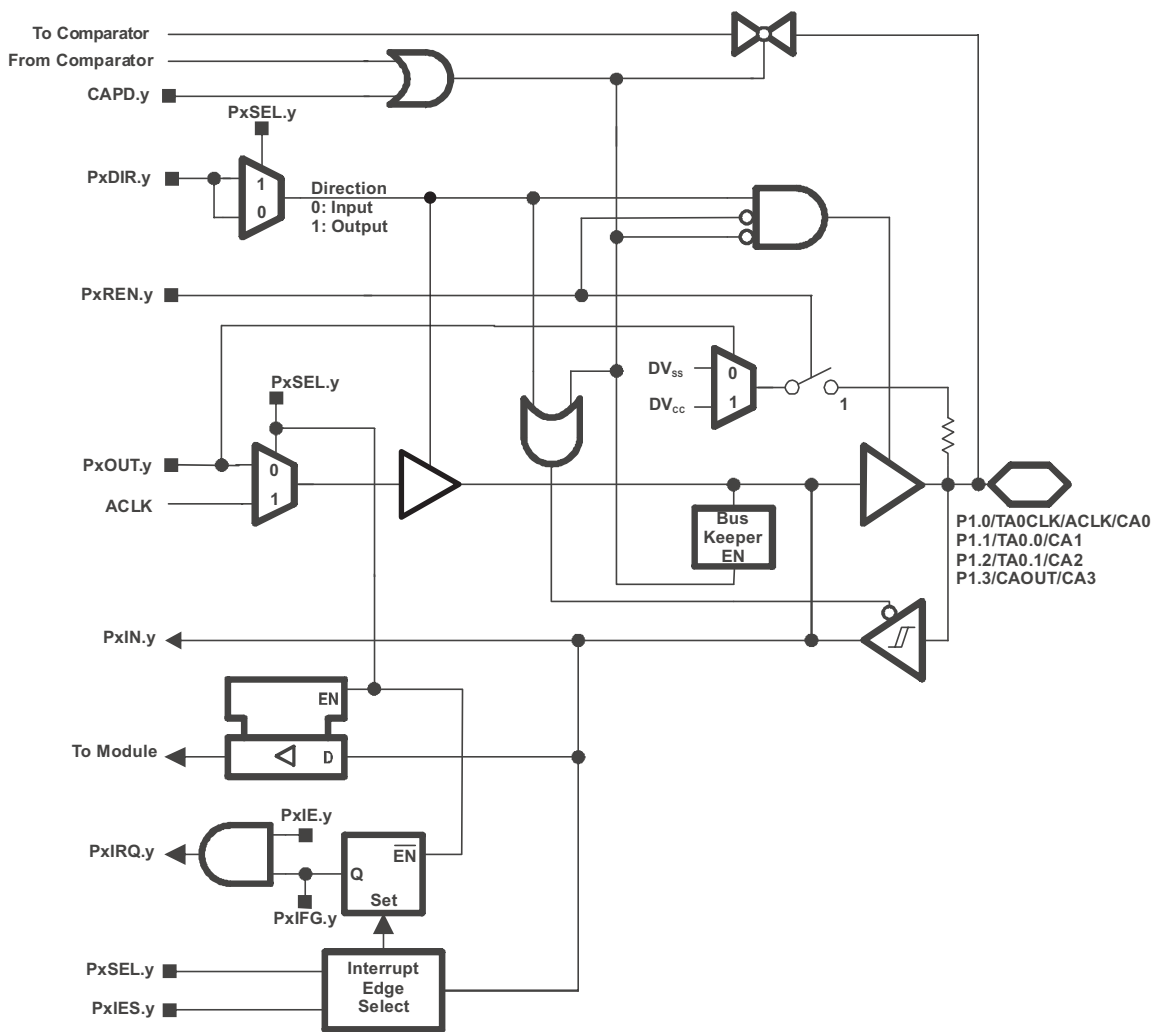 To Comparator
From Comparator
CAPD.y
PxSEL.y
PxDIR.y
1
0
Direction
0: Input
1: Output
PxREN.y
DVSS
0
DVCC
1
1
PxSEL.y
PxOUT.y
0
ACLK
1
Bus
Keeper
EN
P1.0/TA0CLK/ACLK/CA0
P1.1/TA0.0/CA1
P1.2/TA0.1/CA2
P1.3/CAOUT/CA3
PxIN.y
EN
To Module
D
PxIE.y
PxIRQ.y
EN
Q
Set
PxIFG.y
PxSEL.y
PxIES.y
Interrupt
Edge
Select